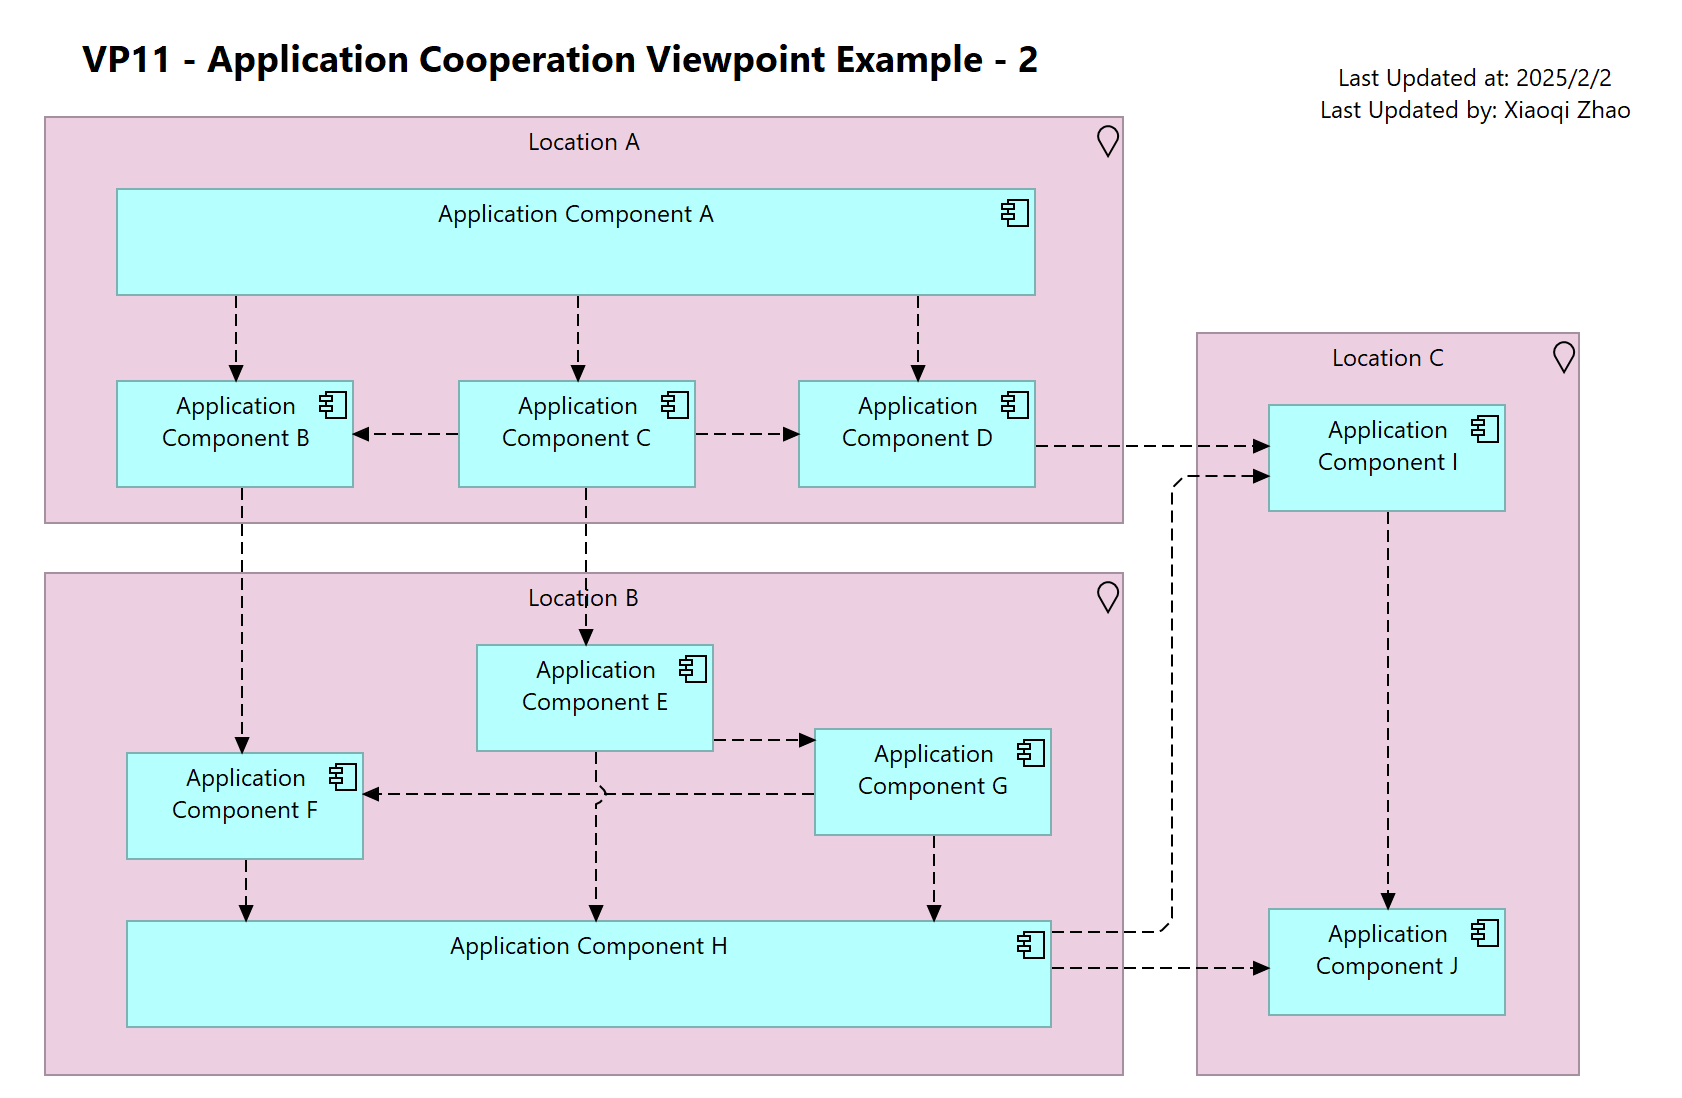 VP11 - Application Cooperation Viewpoint Example - 2
Last Updated at: 2025/2/2
Last Updated by: Xiaoqi Zhao
Location A
Application Component A
Application
Component B
Application
Component C
Application
Component D
Location C
Application
Component I
Location B
Application
Component E
Application
Component G
Application
Component F
Application Component H
Application
Component J